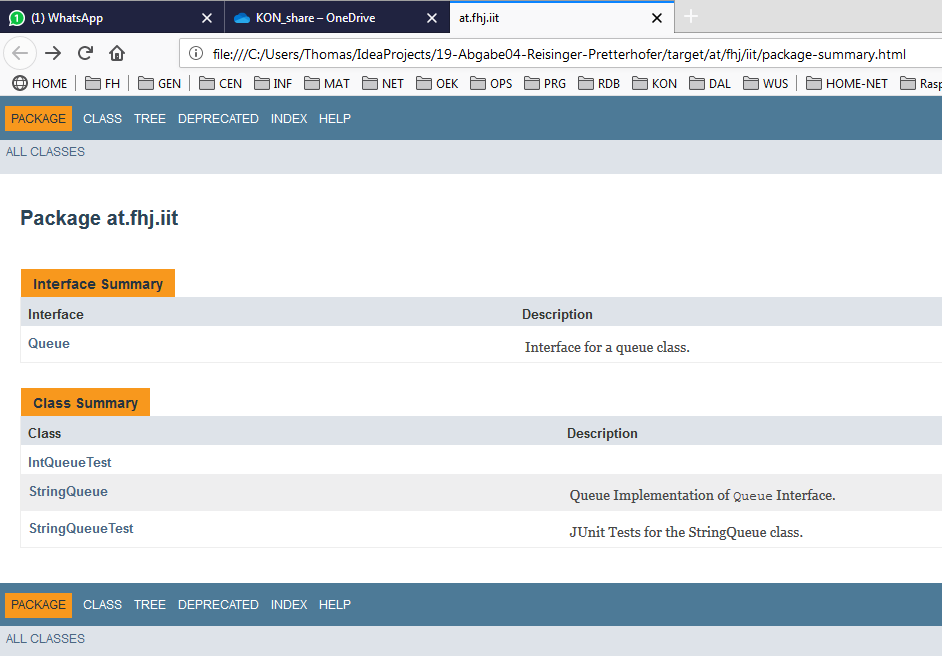 1 (1) WhatsApp KON_share – OneDrive at.fhj.iit
file:///C:/Users/Thomas/IdeaProjects/19-Abgabe04-Reisinger-Pretterhofer/target/at/fhj/iit/package-summary.html
HOME FH GEN CEN INF MAT NET OEK OPS PRG RDB KON DAL WUS HOME-NET Rasp
PACKAGE CLASS TREE DEPRECATED INDEX HELP
ALL CLASSES
Package at.fhj.iit
Interface Summary
Interface Description
Queue Interface for a queue class.
Class Summary
Class Description
IntQueueTest
StringQueue Queue Implementation of Queue Interface.
StringQueueTest JUnit Tests for the StringQueue class.
PACKAGE CLASS TREE DEPRECATED INDEX HELP
ALL CLASSES